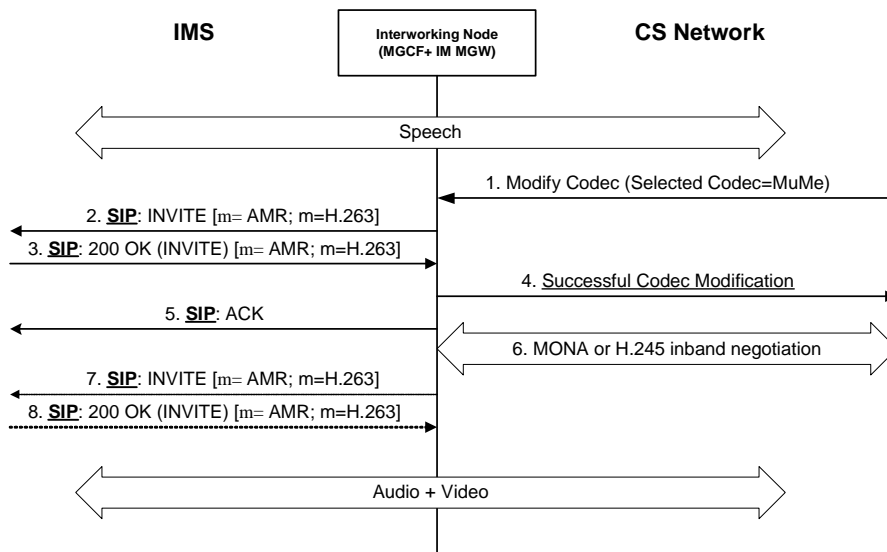 IMS
Interworking Node
(MGCF+ IM MGW)
CS Network
Speech
1. Modify Codec (Selected Codec=MuMe)
2. SIP: INVITE [m= AMR; m=H.263]
3. SIP: 200 OK (INVITE) [m= AMR; m=H.263]
4. Successful Codec Modification
5. SIP: ACK
6. MONA or H.245 inband negotiation
7. SIP: INVITE [m= AMR; m=H.263]
8. SIP: 200 OK (INVITE) [m= AMR; m=H.263]
Audio + Video